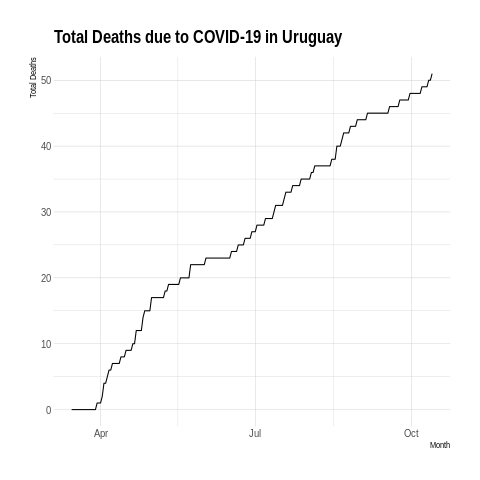 Total Deaths due to COVID-19 in Uruguay
Total Deaths
50
40
30
20
10
0
Apr
Jul
Oct
Month